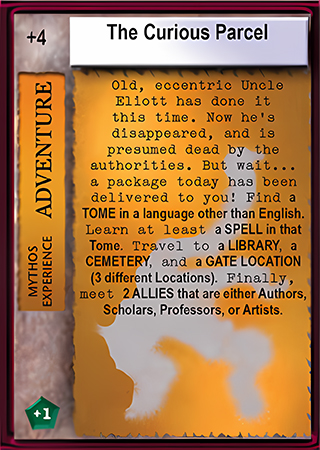 +4
The Curious Parcel
MYTHOS
EXPERIENCE
ADVENTURE
Old, eccentric Uncle
Eliott has done it
this time. Now he's
disappeared, and is
presumed dead by the
authorities. But wait...
a package today has been
delivered to you! Find a
TOME in a language other than English.
Learn at least a SPELL in that
Tome. Travel to a LIBRARY, a
CEMETERY, and a GATE LOCATION
(3 different Locations). Finally,
meet 2 ALLIES that are either Authors,
Scholars, Professors, or Artists.
+1